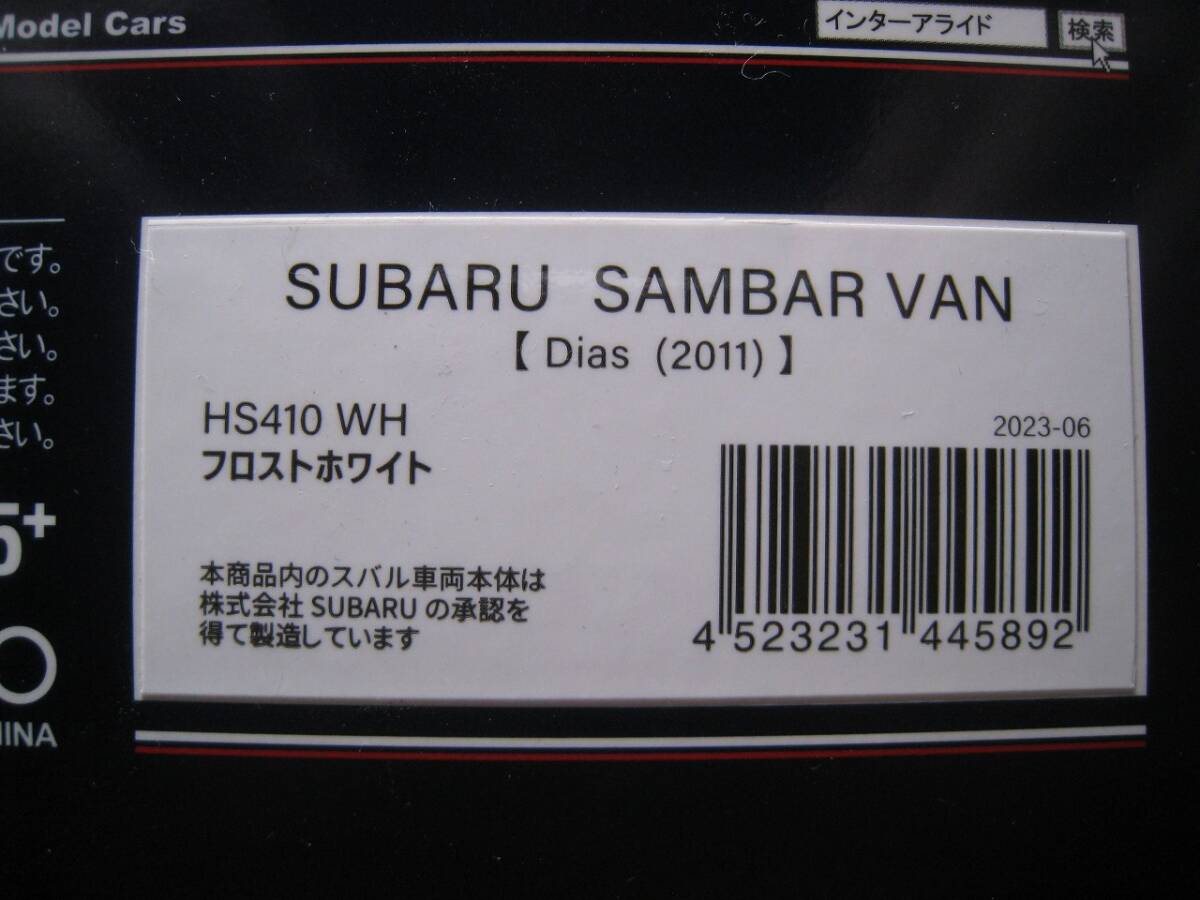 Model Cars
インターアライド 検索
です。
さい。
さい。
ます。
さい。
5+
SUBARU SAMBAR VAN
【 Dias (2011) 】
HS410 WH
フロストホワイト
2023-06
本商品内のスバル車両本体は
株式会社 SUBARU の承認を
得て製造しています
4 523231 445892